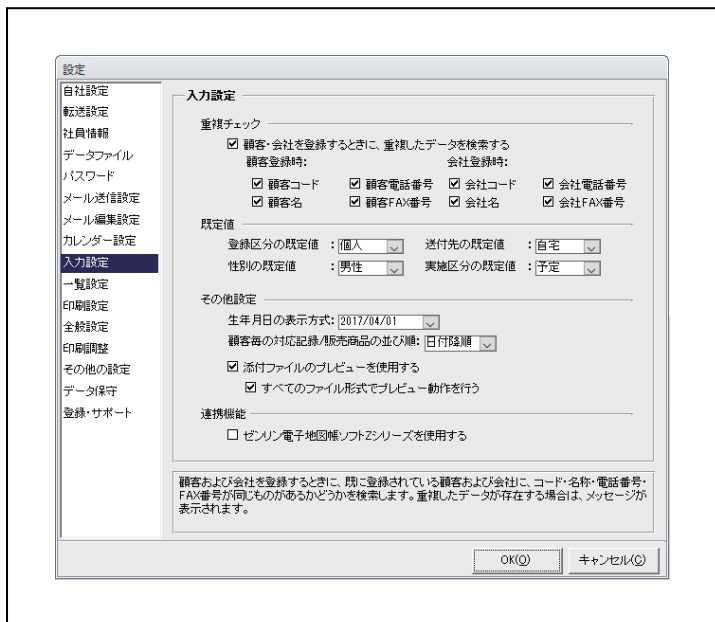 設定
自社設定
転送設定
社員情報
データファイル
パスワード
メール送信設定
メール編集設定
カレンダー設定
入力設定
一覧設定
印刷設定
全般設定
印刷調整
その他の設定
データ保守
登録・サポート
入力設定
重複チェック
顧客・会社を登録するときに、重複したデータを検索する
顧客登録時: 会社登録時:
顧客コード 顧客電話番号 会社コード 会社電話番号
顧客名 顧客FAX番号 会社名 会社FAX番号
既定値
登録区分の既定値 :個人 送付先の既定値 :自宅
性別の既定値 :男性 実施区分の既定値 :予定
その他設定
生年月日の表示方式:2017/04/01
顧客毎の対応記録/販売商品の並び順:日付降順
添付ファイルのプレビューを使用する
すべてのファイル形式でプレビュー動作を行う
連携機能
ゼンリン電子地図帳ソフトZシリーズを使用する
顧客および会社を登録するときに、既に登録されている顧客および会社に、コード・名称・電話番号・
FAX番号が同じものがあるかどうかを検索します。重複したデータが存在する場合は、メッセージが
表示されます。
OK(O) キャンセル(C)